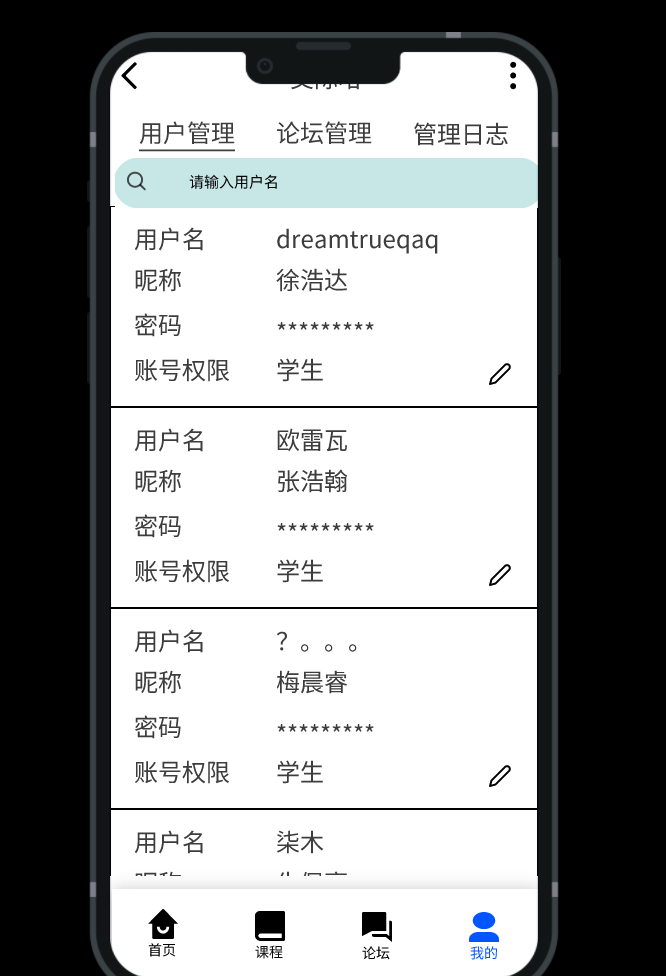 用户管理 论坛管理 管理日志
请输入用户名
用户名 dreamtrueqaq
昵称 徐浩达
密码 *********
账号权限 学生
用户名 欧雷瓦
昵称 张浩翰
密码 *********
账号权限 学生
用户名 ？。。。
昵称 梅晨睿
密码 *********
账号权限 学生
用户名 柒木
昵称
首页 课程 论坛 我的